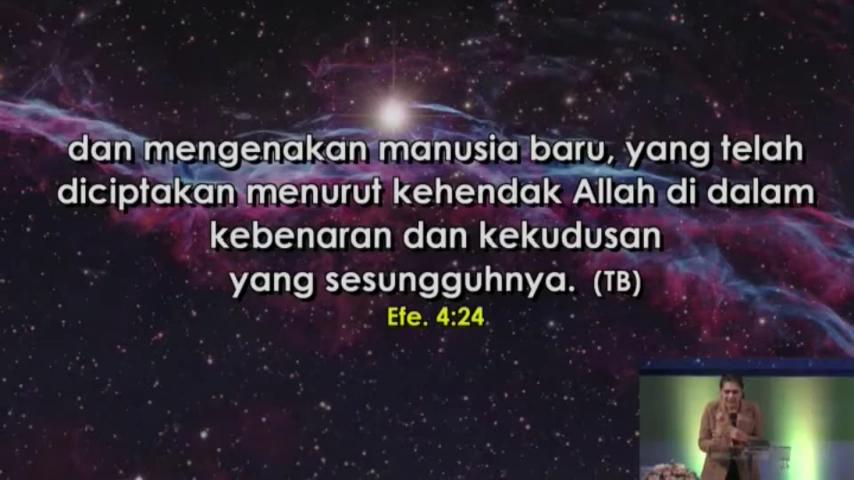 dan mengenakan manusia baru, yang telah
diciptakan menurut kehendak Allah di dalam
kebenaran dan kekudusan
yang sesungguhnya. (TB)
Efe. 4:24